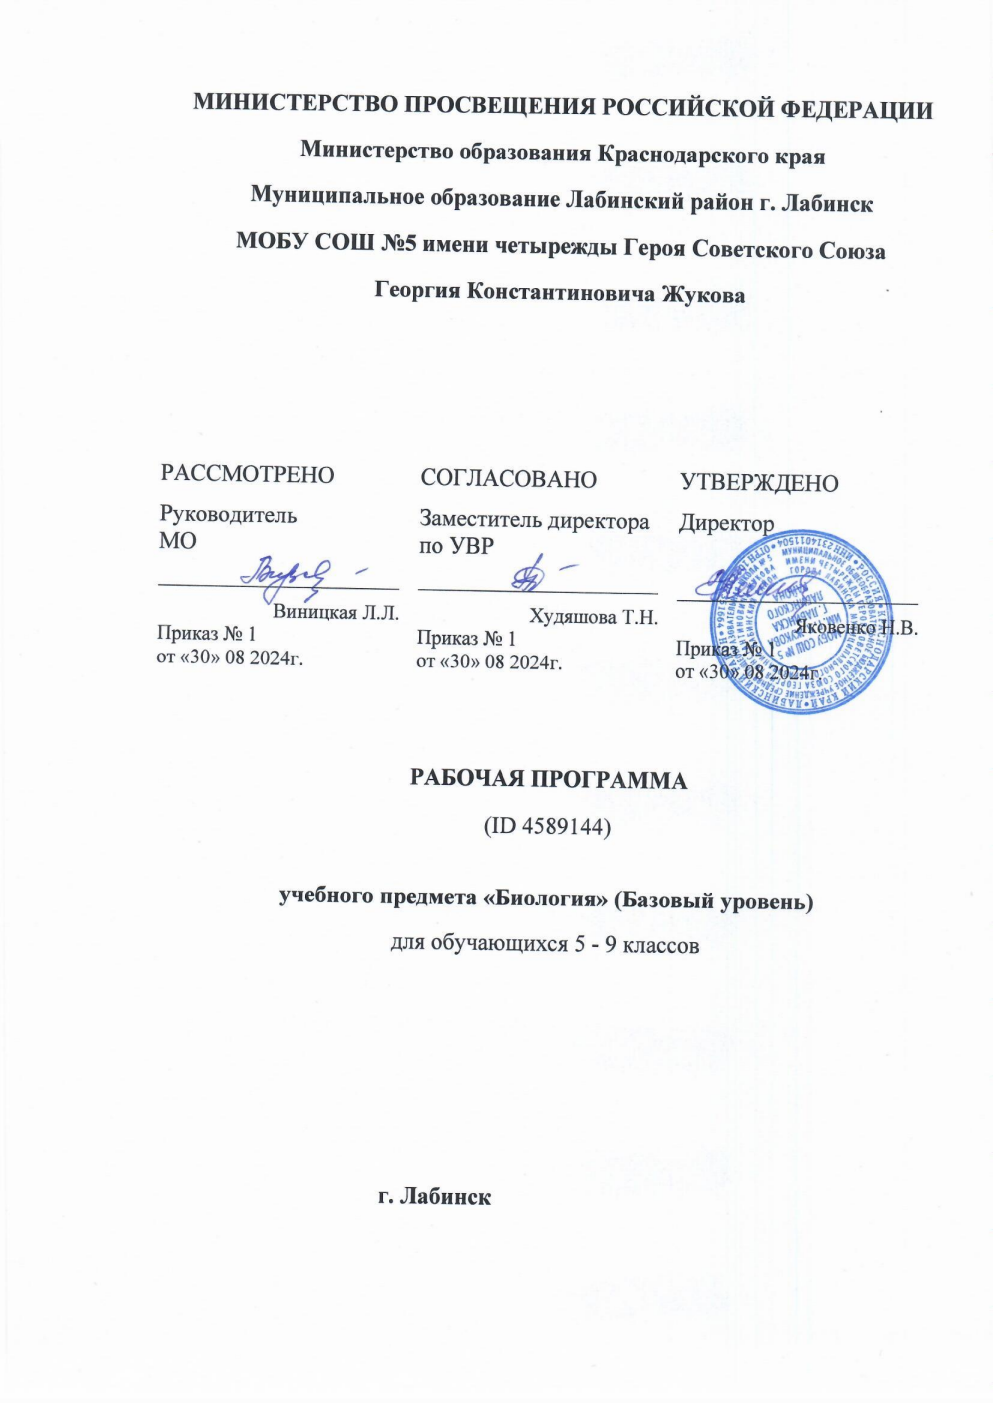 МИНИСТЕРСТВО ПРОСВЕЩЕНИЯ РОССИЙСКОЙ ФЕДЕРАЦИИ
Министерство образования Краснодарского края
Муниципальное образование Лабинский район г. Лабинск
МОБУ СОШ №5 имени четырежды Героя Советского Союза
Георгия Константиновича Жукова
РАССМОТРЕНО
Руководитель
МО
Виницкая Л.Л.
Приказ № 1
от «30» 08 2024г.
СОГЛАСОВАНО
Заместитель директора
по УВР
Худяшова Т.Н.
Приказ № 1
от «30» 08 2024г.
УТВЕРЖДЕНО
Директор
Яковенко Н.В.
Приказ № 1
от «30» 08 2024г.
РАБОЧАЯ ПРОГРАММА
(ID 4589144)
учебного предмета «Биология» (Базовый уровень)
для обучающихся 5 - 9 классов
г. Лабинск